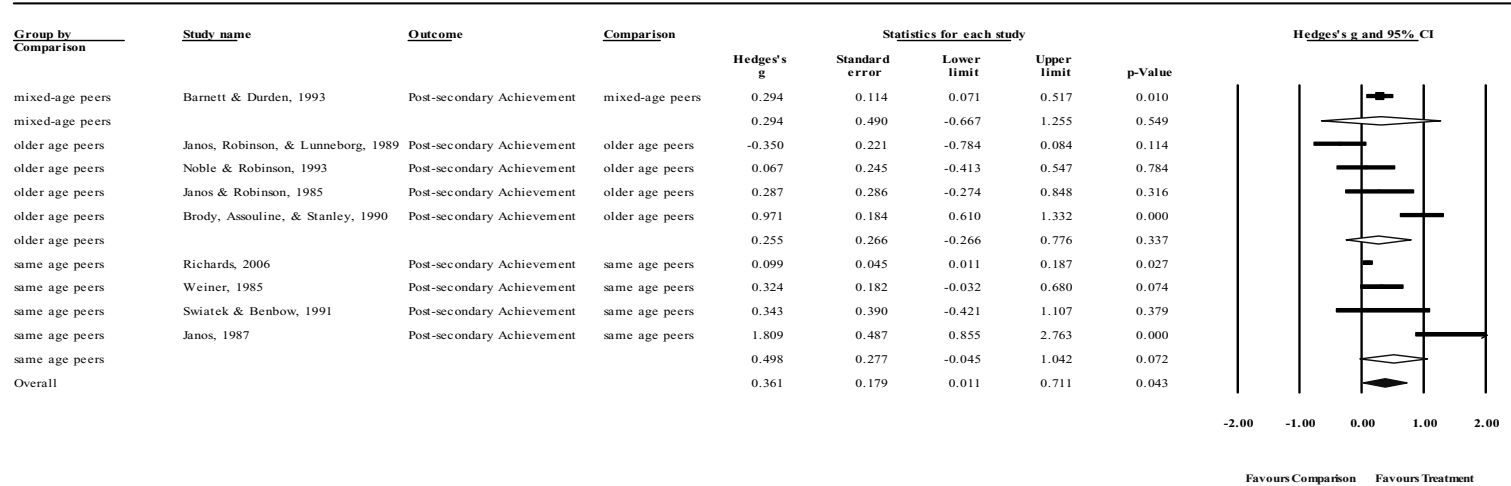 Group by Comparison Study name Outcome Comparison Statistics for each study Hedges's g and 95% CI
Hedges's g Standard error Lower limit Upper limit p-Value
mixed-age peers Barnett & Durden, 1993 Post-secondary Achievement mixed-age peers 0.294 0.114 0.071 0.517 0.010
mixed-age peers 0.294 0.490 -0.667 1.255 0.549
older age peers Janos, Robinson, & Lunneborg, 1989 Post-secondary Achievement older age peers -0.350 0.221 -0.784 0.084 0.114
older age peers Noble & Robinson, 1993 Post-secondary Achievement older age peers 0.067 0.245 -0.413 0.547 0.784
older age peers Janos & Robinson, 1985 Post-secondary Achievement older age peers 0.287 0.286 -0.274 0.848 0.316
older age peers Brody, Assouline, & Stanley, 1990 Post-secondary Achievement older age peers 0.971 0.184 0.610 1.332 0.000
older age peers 0.255 0.266 -0.266 0.776 0.337
same age peers Richards, 2006 Post-secondary Achievement same age peers 0.099 0.045 0.011 0.187 0.027
same age peers Weiner, 1985 Post-secondary Achievement same age peers 0.324 0.182 -0.032 0.680 0.074
same age peers Swiatek & Benbow, 1991 Post-secondary Achievement same age peers 0.343 0.390 -0.421 1.107 0.379
same age peers Janos, 1987 Post-secondary Achievement same age peers 1.809 0.487 0.855 2.763 0.000
same age peers 0.498 0.277 -0.045 1.042 0.072
Overall 0.361 0.179 0.011 0.711 0.043
-2.00 -1.00 0.00 1.00 2.00
Favours Comparison Favours Treatment